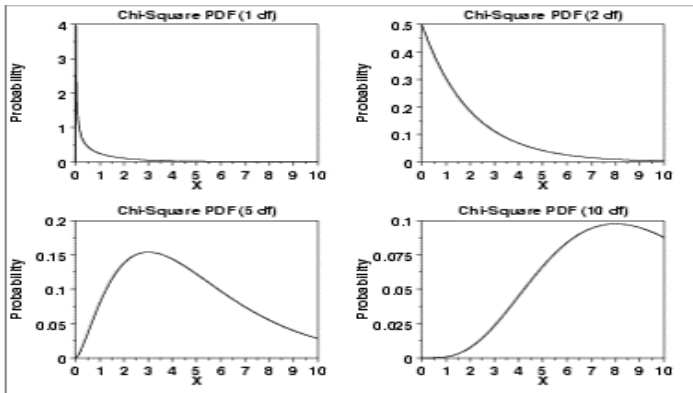 Chi-Square PDF (1 df)
Probability
4
3
2
1
0
0 1 2 3 4 5 6 7 8 9 10
X
Chi-Square PDF (2 df)
Probability
0.5
0.4
0.3
0.2
0.1
0
0 1 2 3 4 5 6 7 8 9 10
X
Chi-Square PDF (5 df)
Probability
0.2
0.15
0.1
0.05
0
0 1 2 3 4 5 6 7 8 9 10
X
Chi-Square PDF (10 df)
Probability
0.1
0.075
0.05
0.025
0
0 1 2 3 4 5 6 7 8 9 10
X